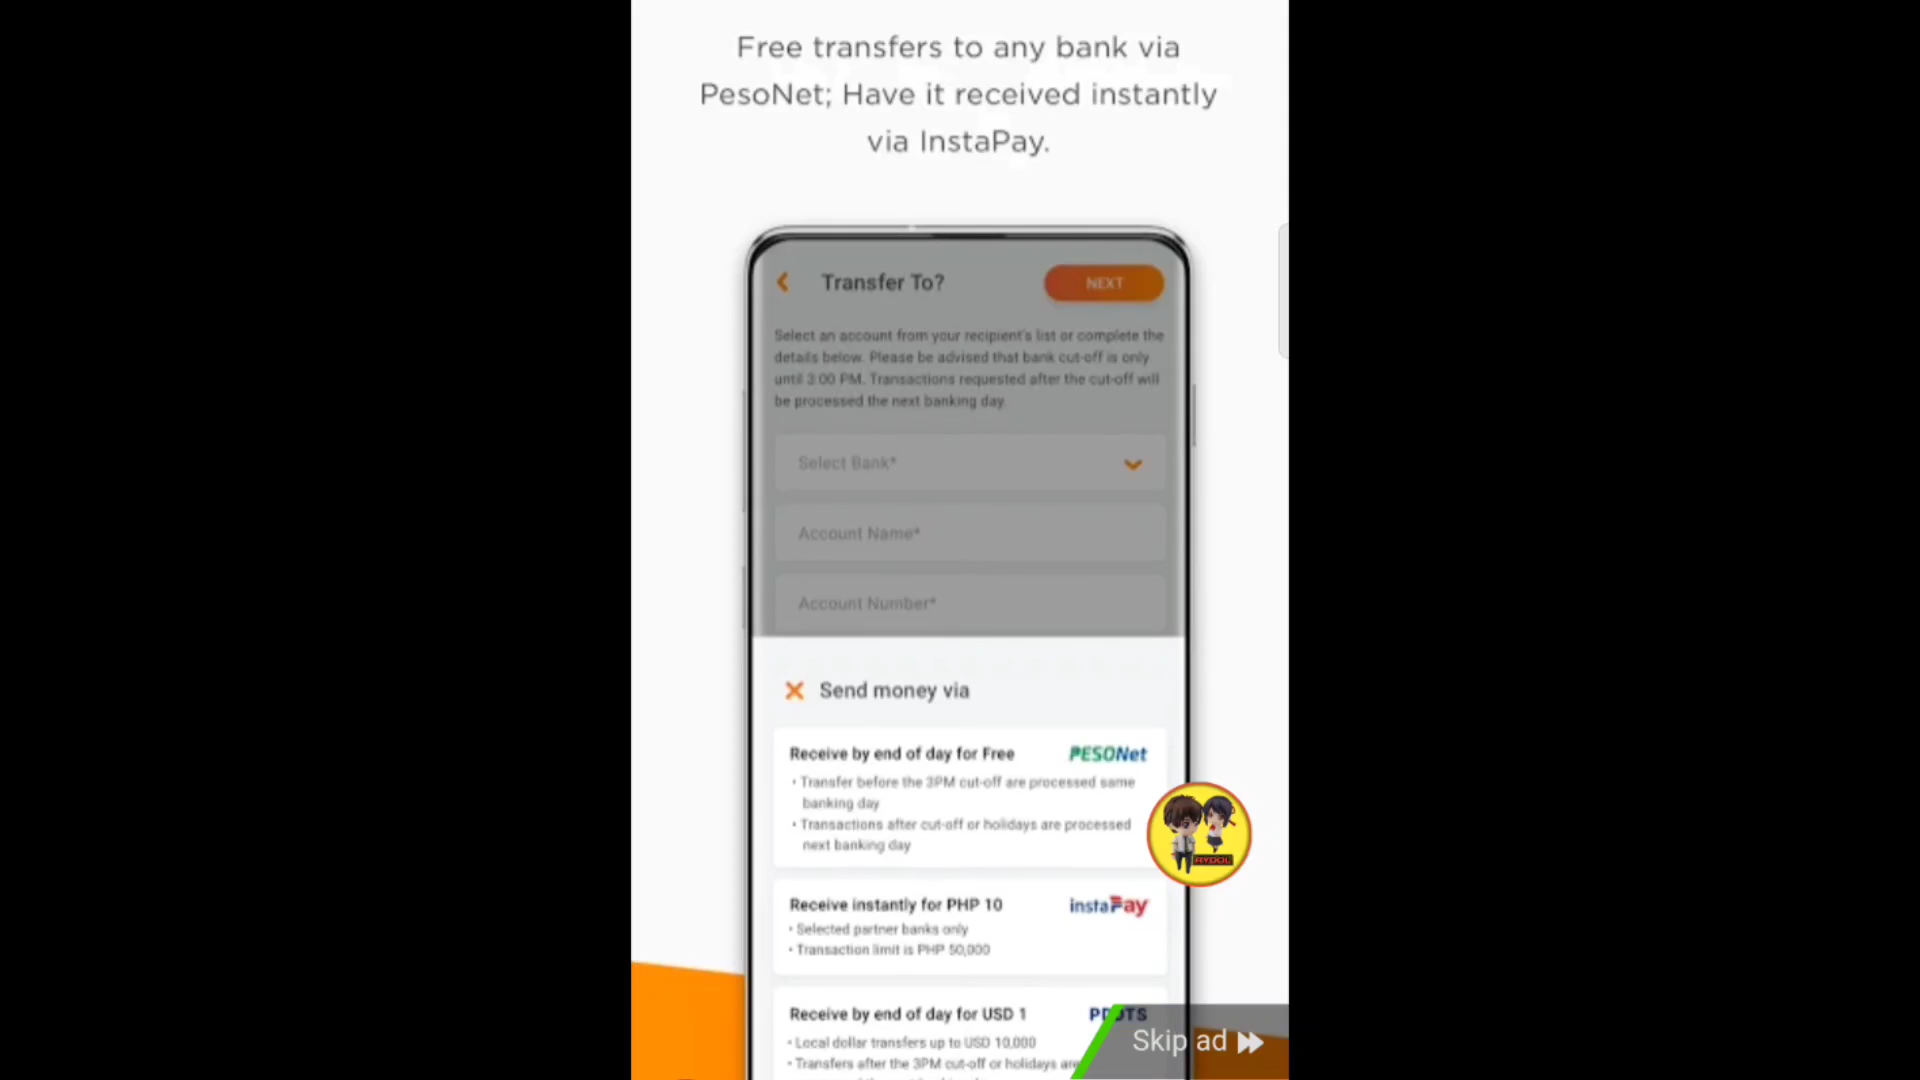 Free transfers to any bank via
PesoNet; Have it received instantly
via InstaPay.
Transfer To?
NEXT
Select an account from your recipient's list or complete the
details below. Please be advised that bank cut-off is only
until 3:00 PM. Transactions requested after the cut-off will
be processed the next banking day.
Select Bank*
Account Name*
Account Number*
Send money via
Receive by end of day for Free
PESONet
• Transfer before the 3PM cut-off are processed same
banking day
• Transactions after cut-off or holidays are processed
next banking day
AYDOL
Receive instantly for PHP 10
instaPay
• Selected partner banks only
• Transaction limit is PHP 50,000
Receive by end of day for USD 1
PDDTS
• Local dollar transfers up to USD 10,000
• Transfers after the 3PM cut-off or holidays are
Skip ad